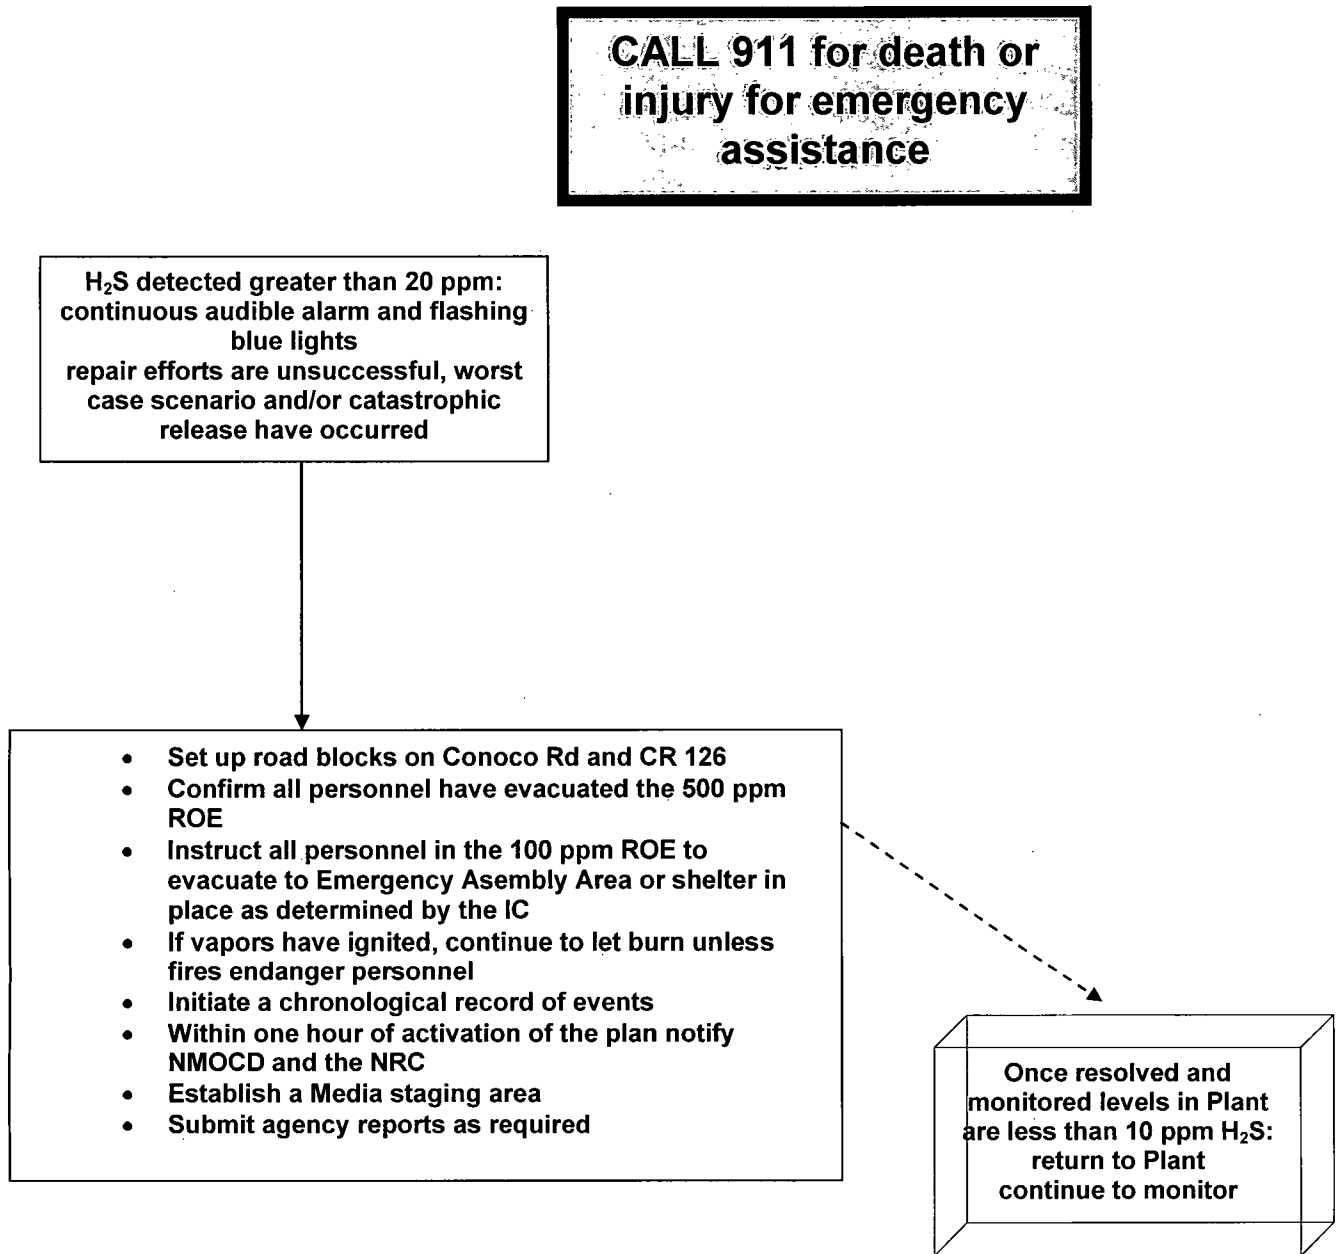 CALL 911 for death or
injury for emergency
assistance
H₂S detected greater than 20 ppm:
continuous audible alarm and flashing
blue lights
repair efforts are unsuccessful, worst
case scenario and/or catastrophic
release have occurred
• Set up road blocks on Conoco Rd and CR 126
• Confirm all personnel have evacuated the 500 ppm
ROE
• Instruct all personnel in the 100 ppm ROE to
evacuate to Emergency Asembly Area or shelter in
place as determined by the IC
• If vapors have ignited, continue to let burn unless
fires endanger personnel
• Initiate a chronological record of events
• Within one hour of activation of the plan notify
NMOCD and the NRC
• Establish a Media staging area
• Submit agency reports as required
Once resolved and
monitored levels in Plant
are less than 10 ppm H₂S:
return to Plant
continue to monitor